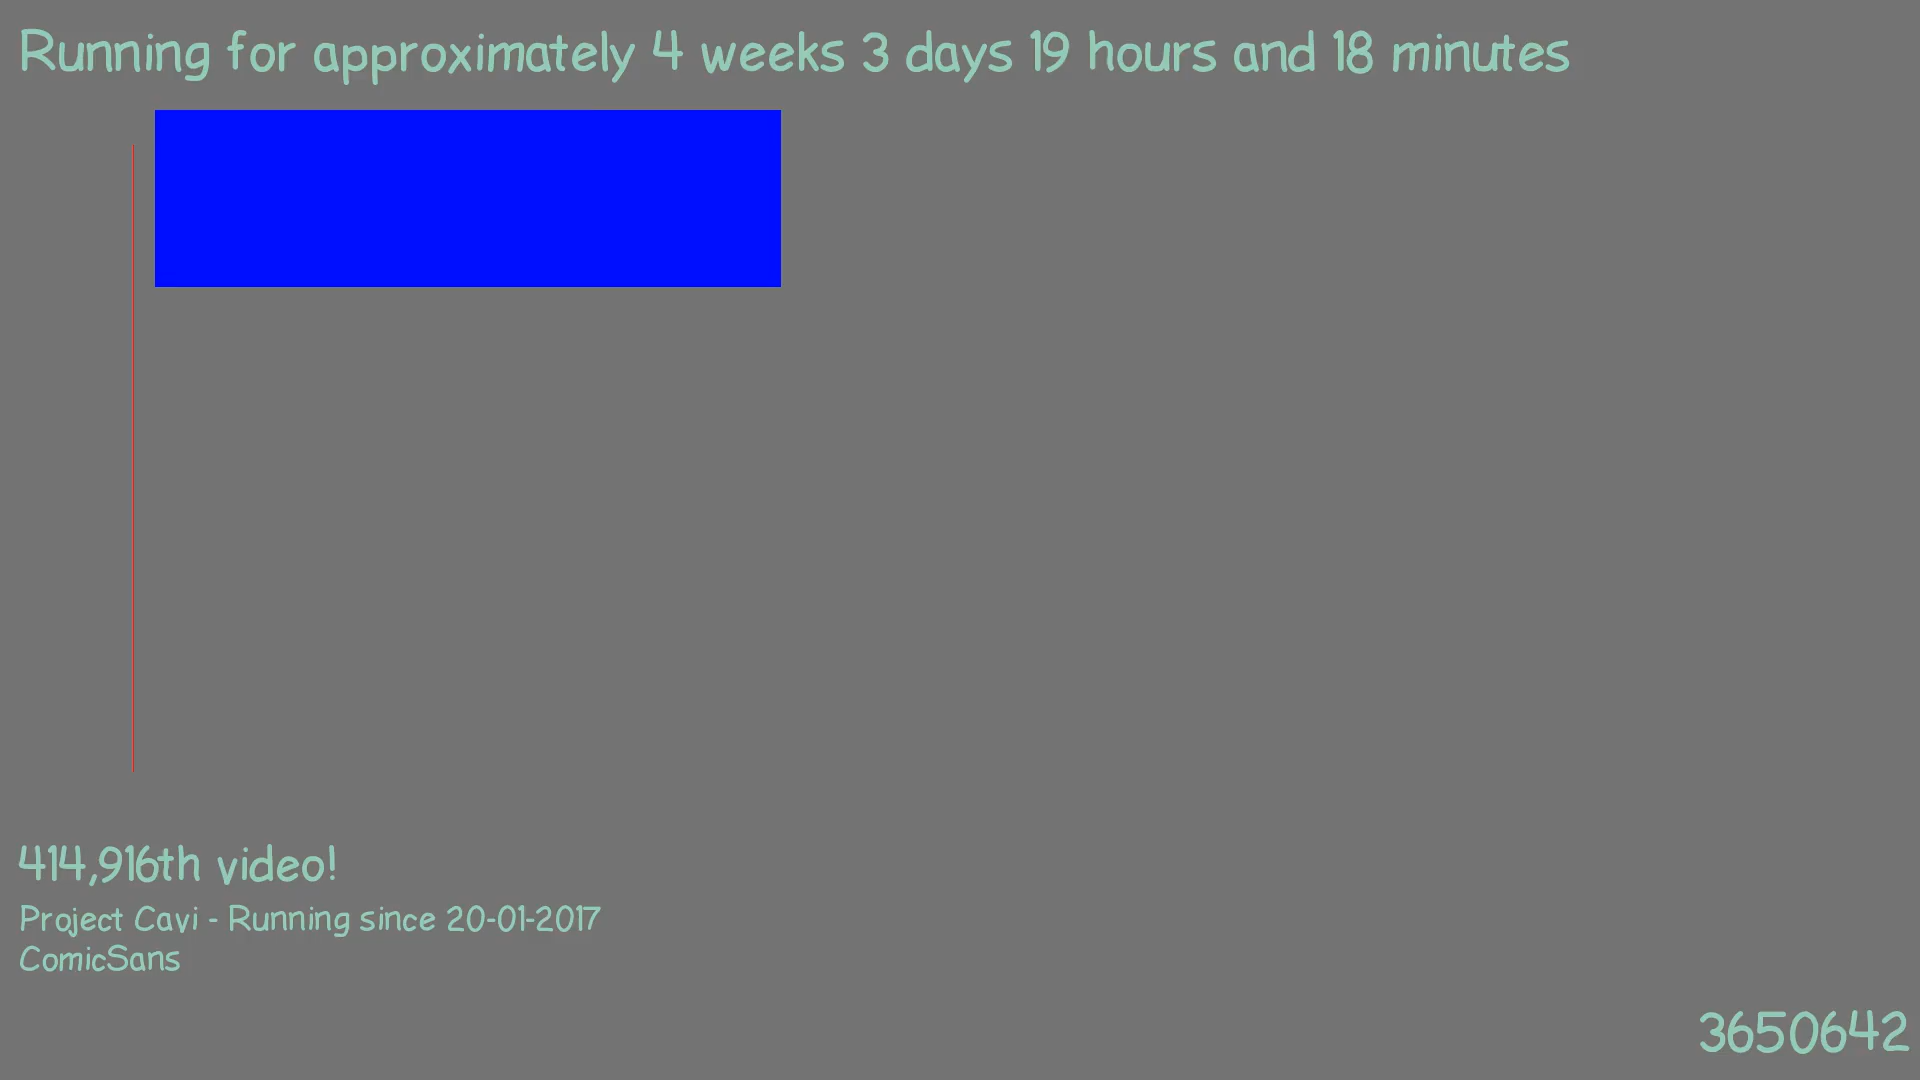 Running for approximately 4 weeks 3 days 19 hours and 18 minutes
414,916th video!
Project Cavi - Running since 20-01-2017
ComicSans
3650642